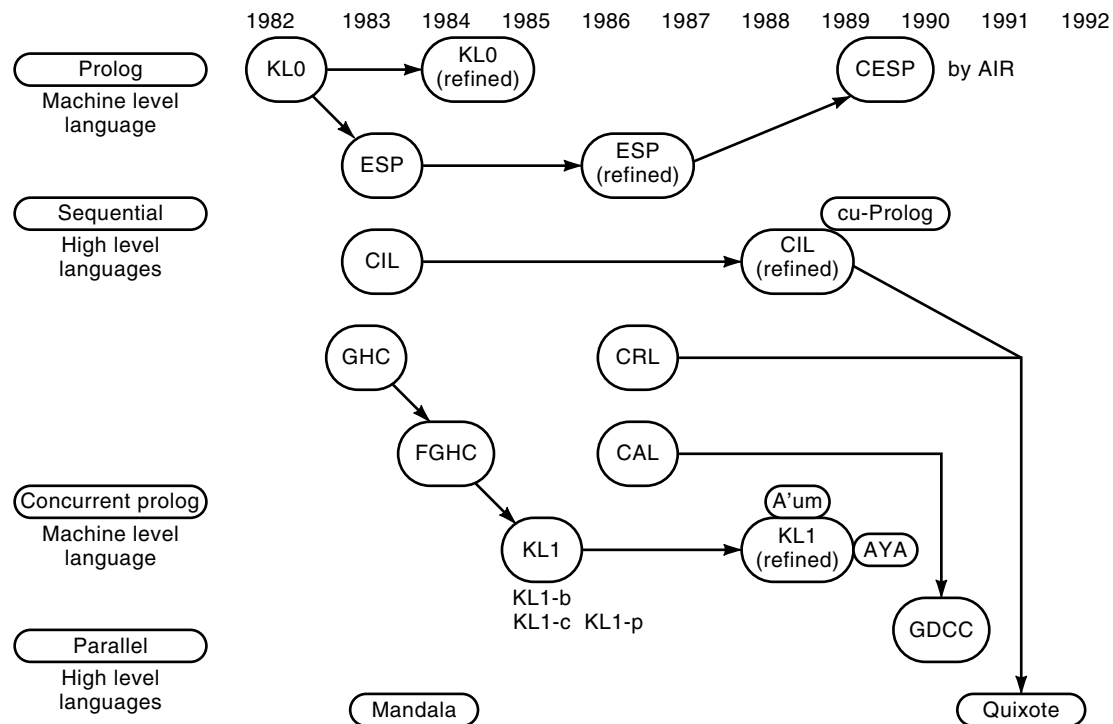 1982 1983 1984 1985 1986 1987 1988 1989 1990 1991 1992
Prolog
Machine level
language
KL0
KL0
(refined)
CESP
by AIR
ESP
ESP
(refined)
Sequential
High level
languages
cu-Prolog
CIL
CIL
(refined)
GHC
CRL
FGHC
CAL
Concurrent prolog
Machine level
language
A'um
KL1
KL1
(refined)
AYA
KL1-b
KL1-c KL1-p
GDCC
Parallel
High level
languages
Mandala
Quixote